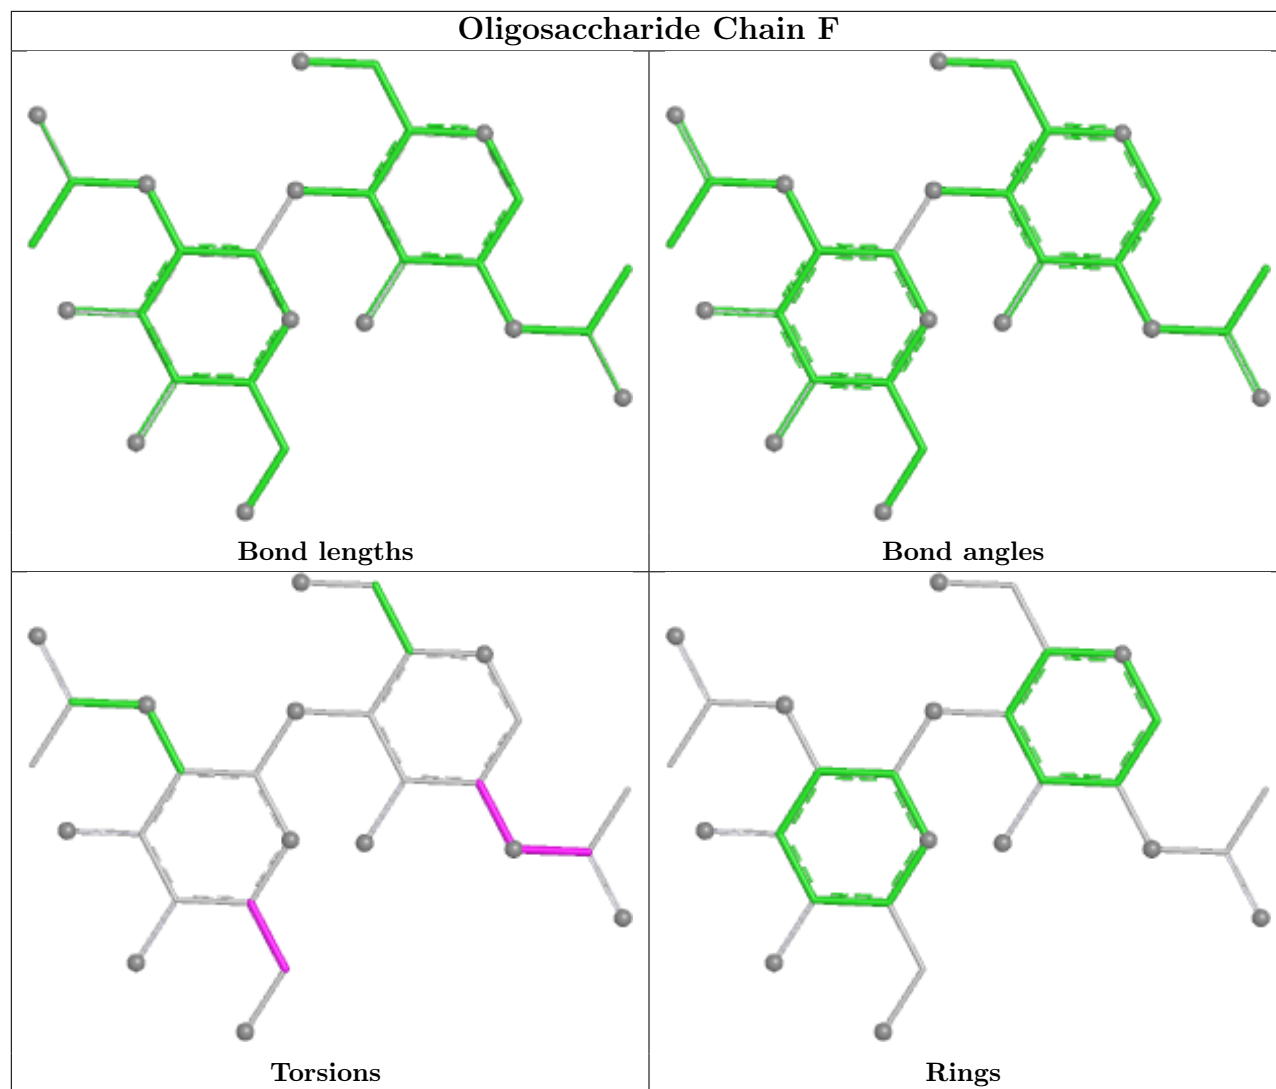 Oligosaccharide Chain F
Bond lengths
Bond angles
Torsions
Rings